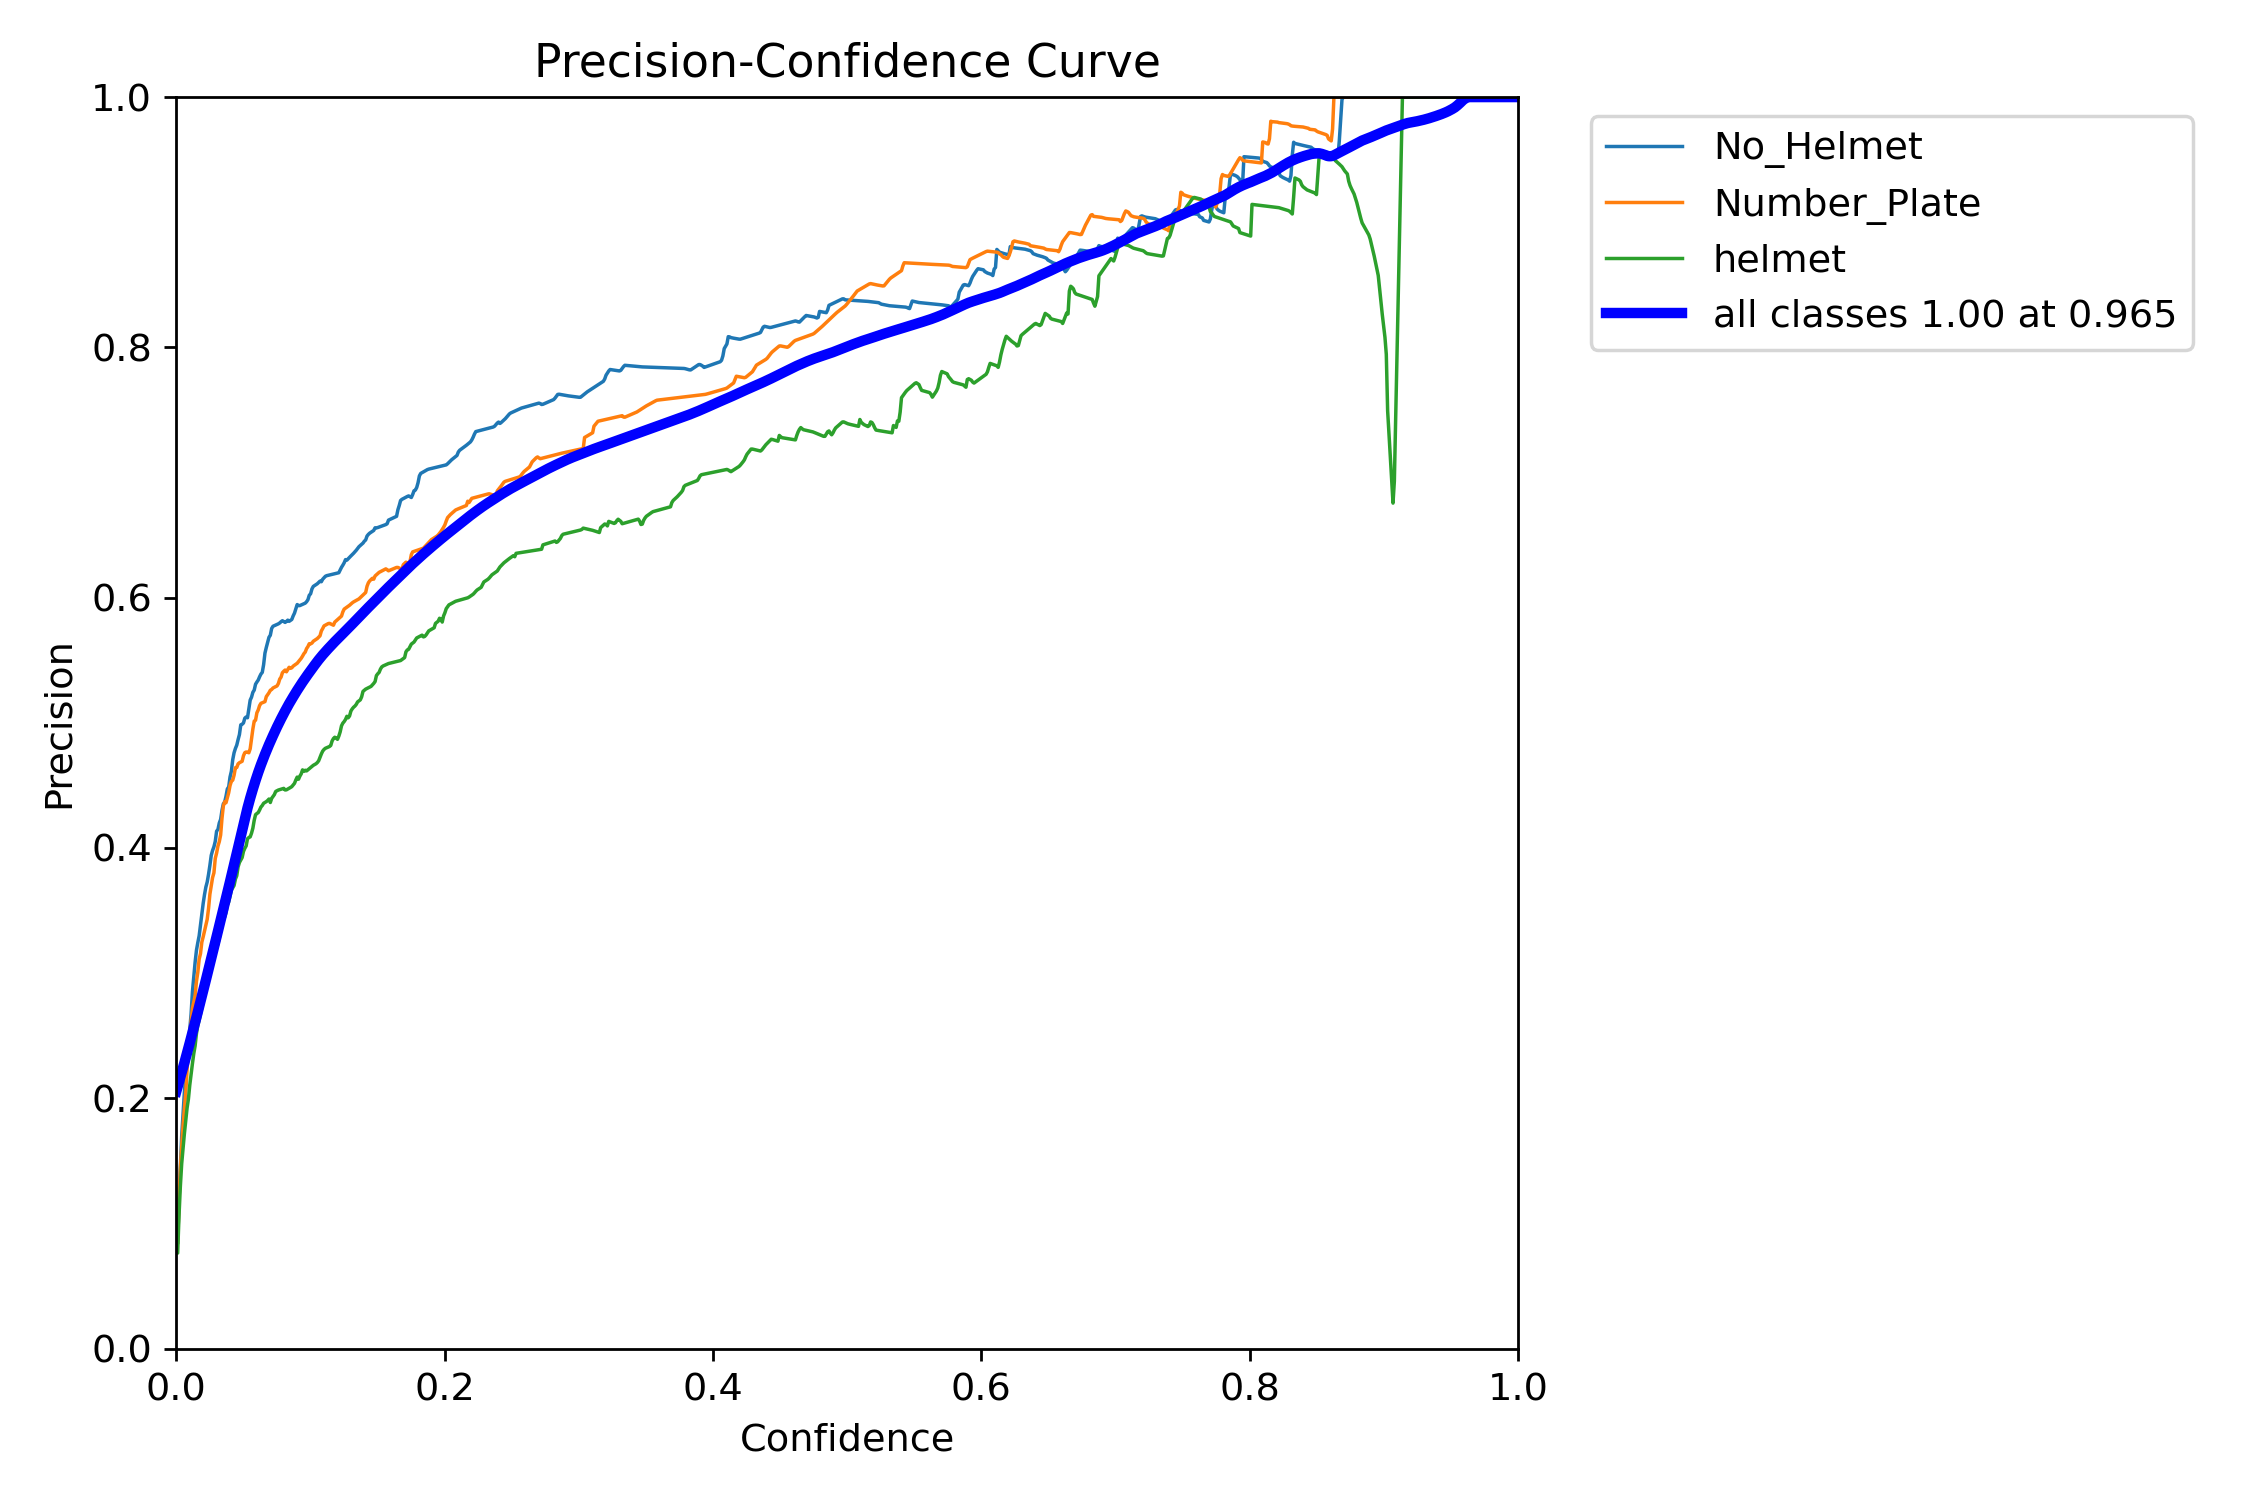 Precision-Confidence Curve
1.0
0.8
0.6
0.4
0.2
0.0
Precision
0.0 0.2 0.4 0.6 0.8 1.0
Confidence
No_Helmet
Number_Plate
helmet
all classes 1.00 at 0.965